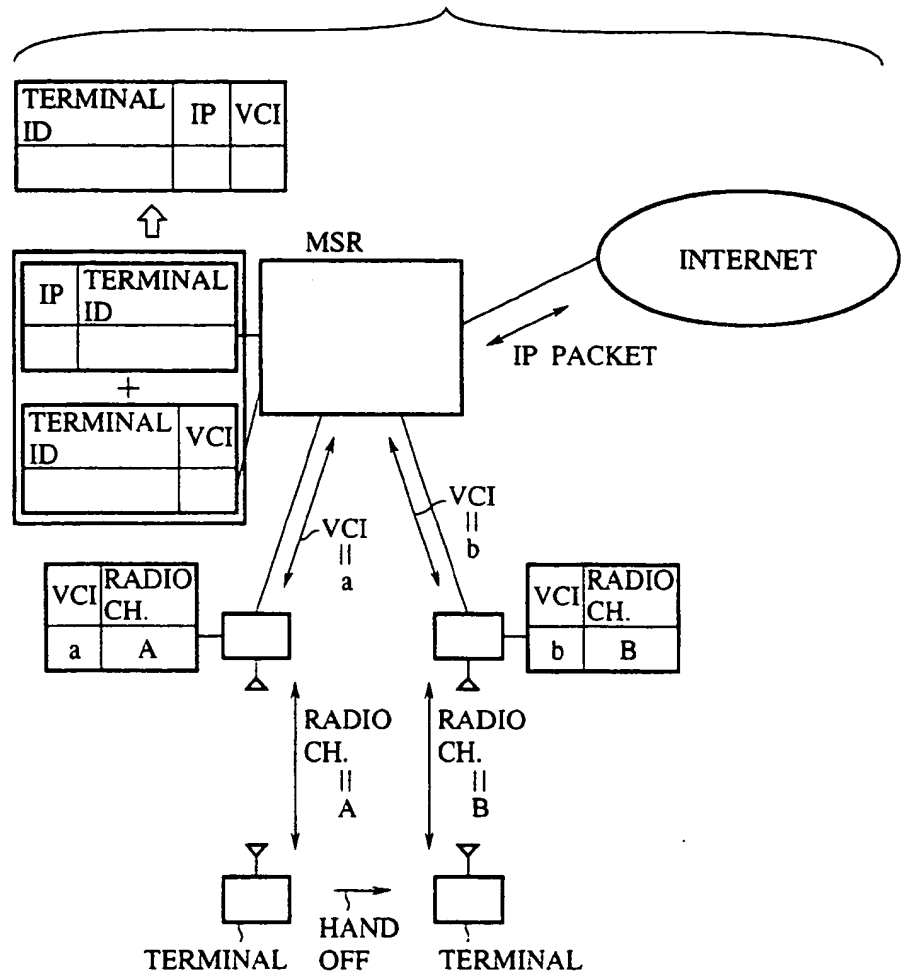 TERMINAL ID IP VCI
MSR
INTERNET
IP TERMINAL ID
IP PACKET
+
TERMINAL ID VCI
VCI = a
VCI = b
VCI RADIO CH.
a A
VCI RADIO CH.
b B
RADIO CH. = A
RADIO CH. = B
HAND OFF
TERMINAL
TERMINAL